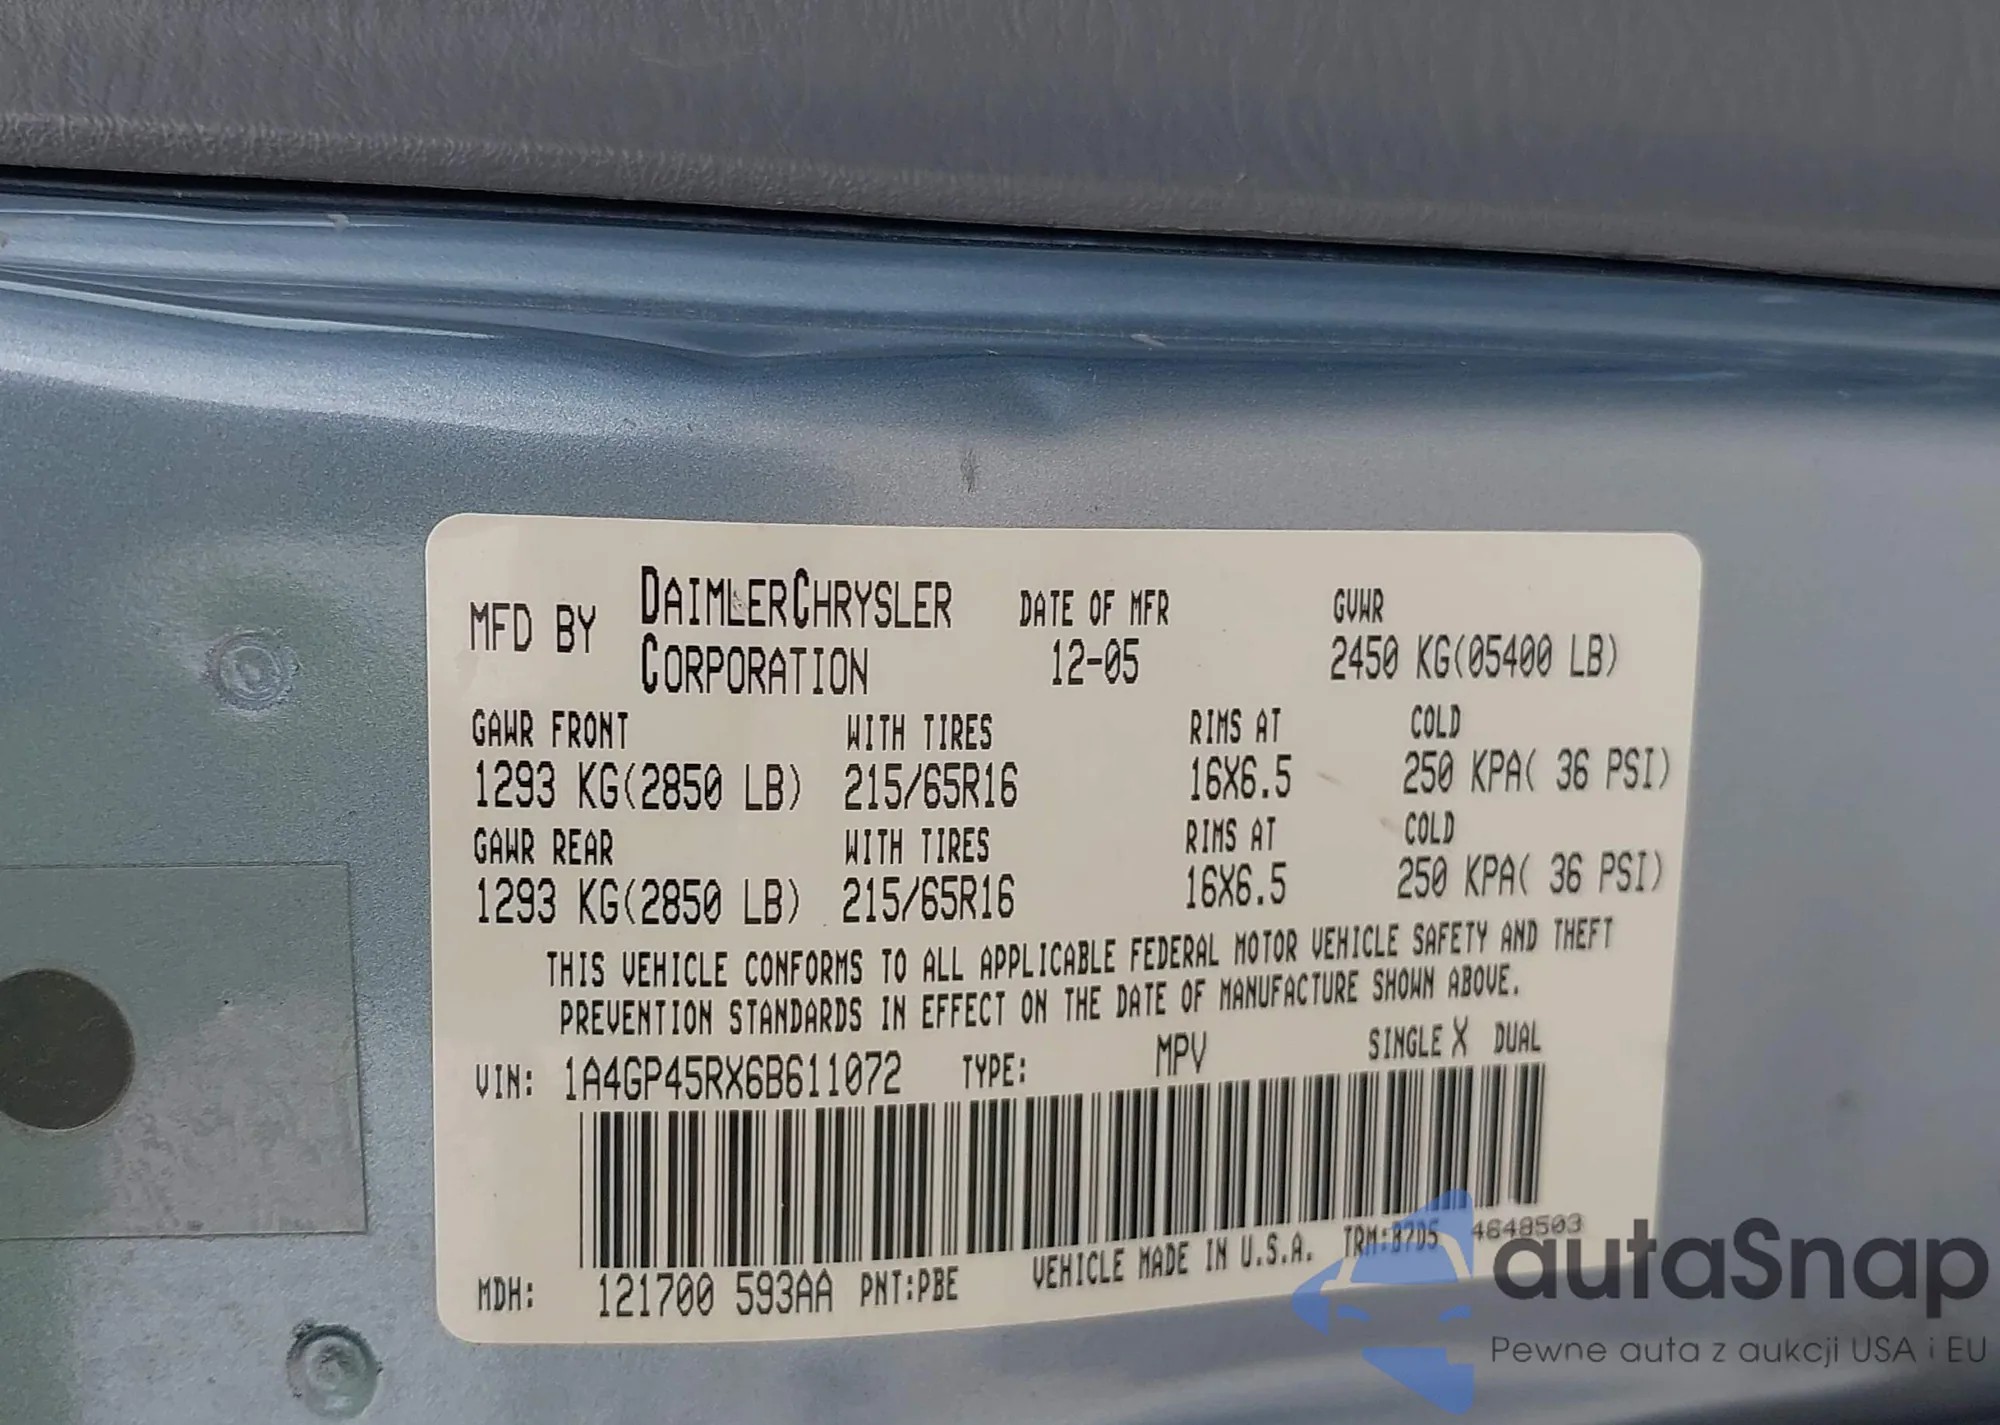 MFD BY DAIMLERCHRYSLER CORPORATION DATE OF MFR 12-05 GVWR 2450 KG(05400 LB)
GAWR FRONT WITH TIRES RIMS AT COLD
1293 KG(2850 LB) 215/65R16 16X6.5 250 KPA( 36 PSI)
GAWR REAR WITH TIRES RIMS AT COLD
1293 KG(2850 LB) 215/65R16 16X6.5 250 KPA( 36 PSI)
THIS VEHICLE CONFORMS TO ALL APPLICABLE FEDERAL MOTOR VEHICLE SAFETY AND THEFT
PREVENTION STANDARDS IN EFFECT ON THE DATE OF MANUFACTURE SHOWN ABOVE.
VIN: 1A4GP45RX6B611072 TYPE: MPV SINGLE X DUAL
MDH: 121700 593AA PNT:PBE VEHICLE MADE IN U.S.A. TRM:B7D5 4648503
autaSnap
Pewne auta z aukcji USA i EU